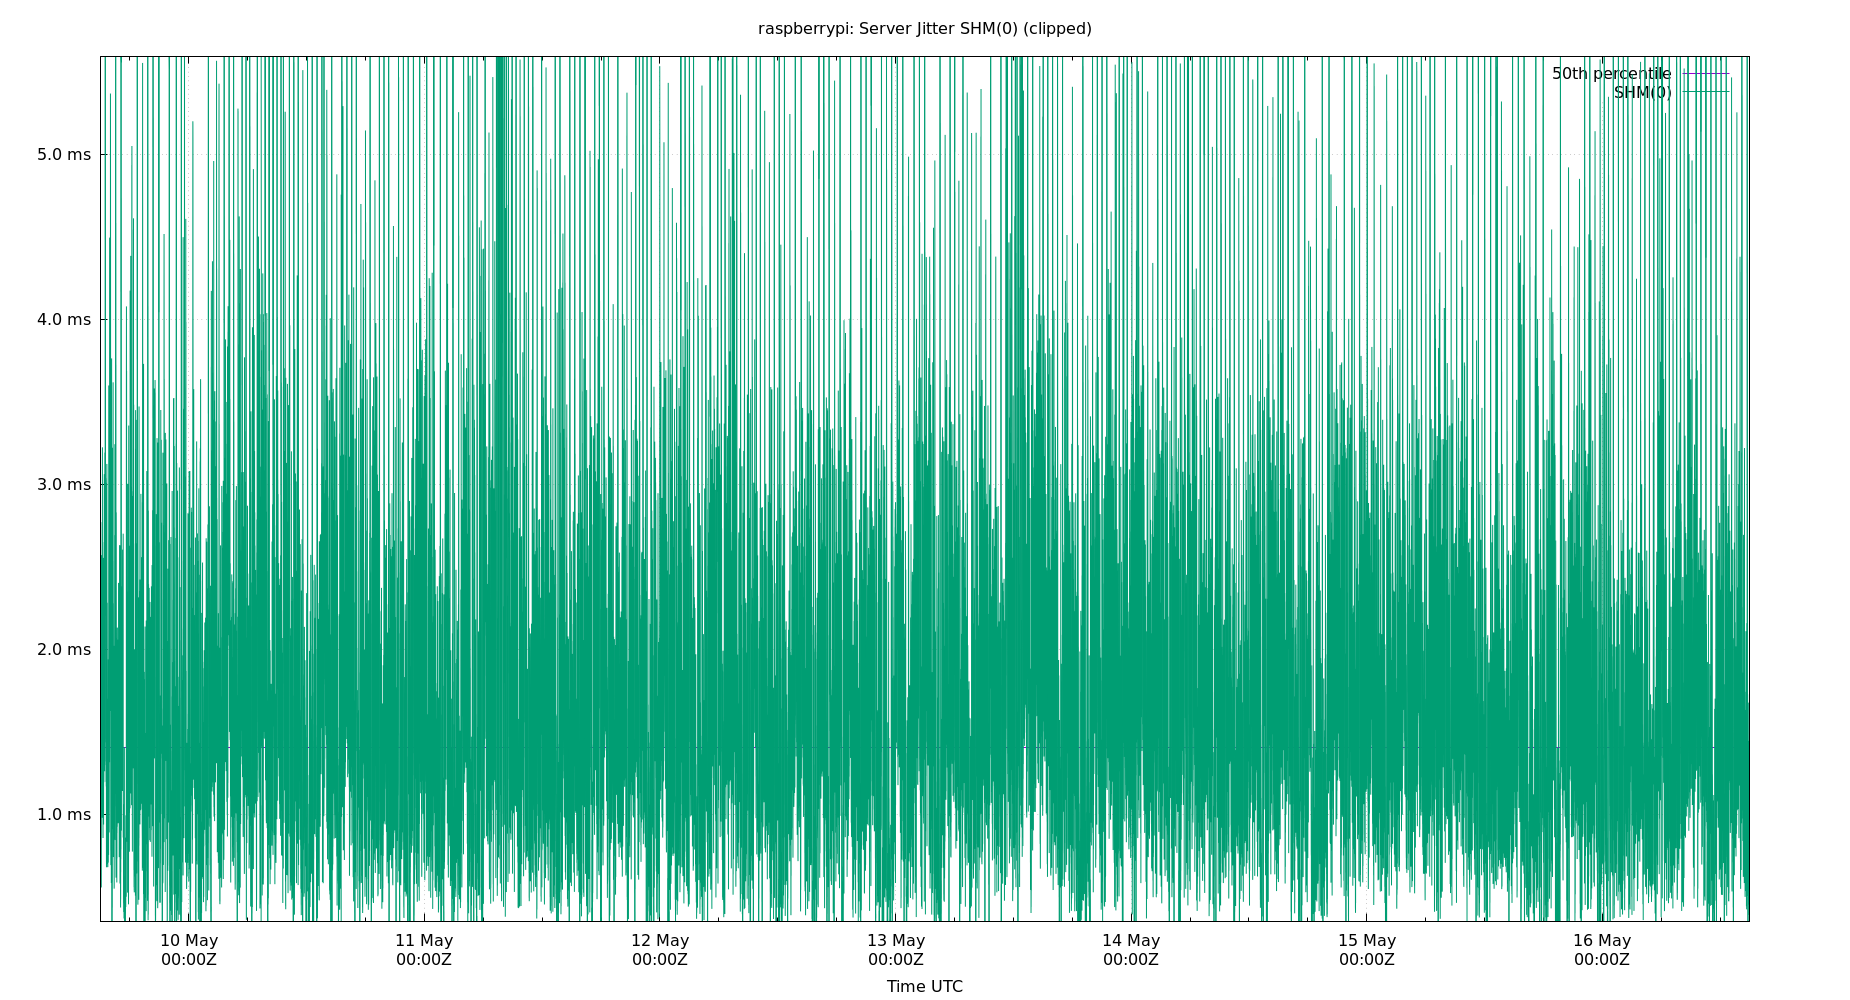 raspberrypi: Server Jitter SHM(0) (clipped)
50th percentile
SHM(0)
5.0 ms
4.0 ms
3.0 ms
2.0 ms
1.0 ms
10 May 11 May 12 May 13 May 14 May 15 May 16 May
00:00Z 00:00Z 00:00Z 00:00Z 00:00Z 00:00Z 00:00Z
Time UTC